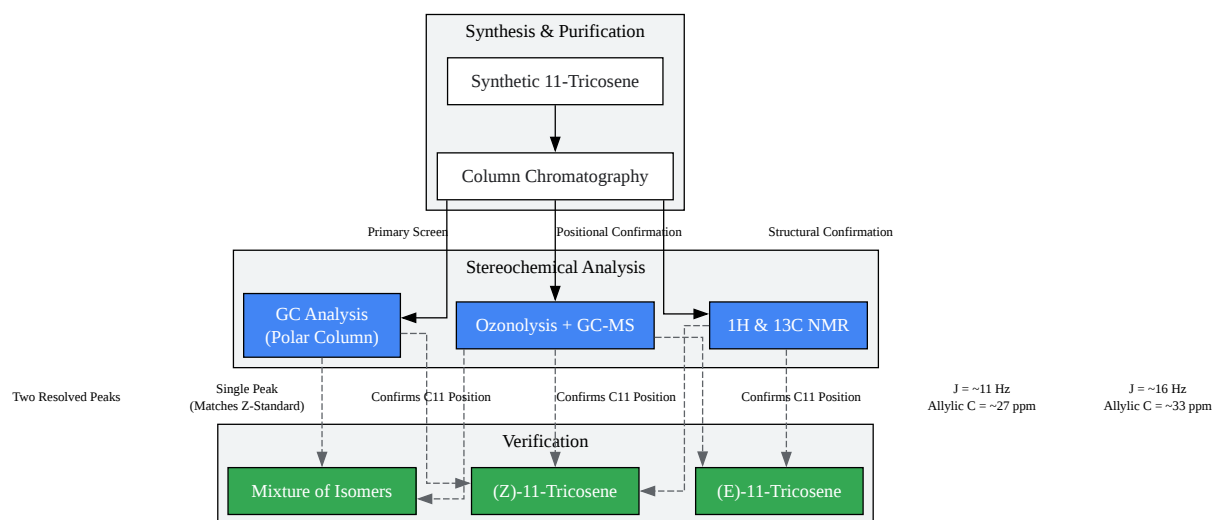 Synthesis & Purification
Synthetic 11-Tricosene
Column Chromatography
Primary Screen
Positional Confirmation
Structural Confirmation
Stereochemical Analysis
GC Analysis
(Polar Column)
Ozonolysis + GC-MS
1H & 13C NMR
Two Resolved Peaks
Single Peak
(Matches Z-Standard)
Confirms C11 Position
Confirms C11 Position
Confirms C11 Position
J = ~11 Hz
Allylic C = ~27 ppm
J = ~16 Hz
Allylic C = ~33 ppm
Verification
Mixture of Isomers
(Z)-11-Tricosene
(E)-11-Tricosene